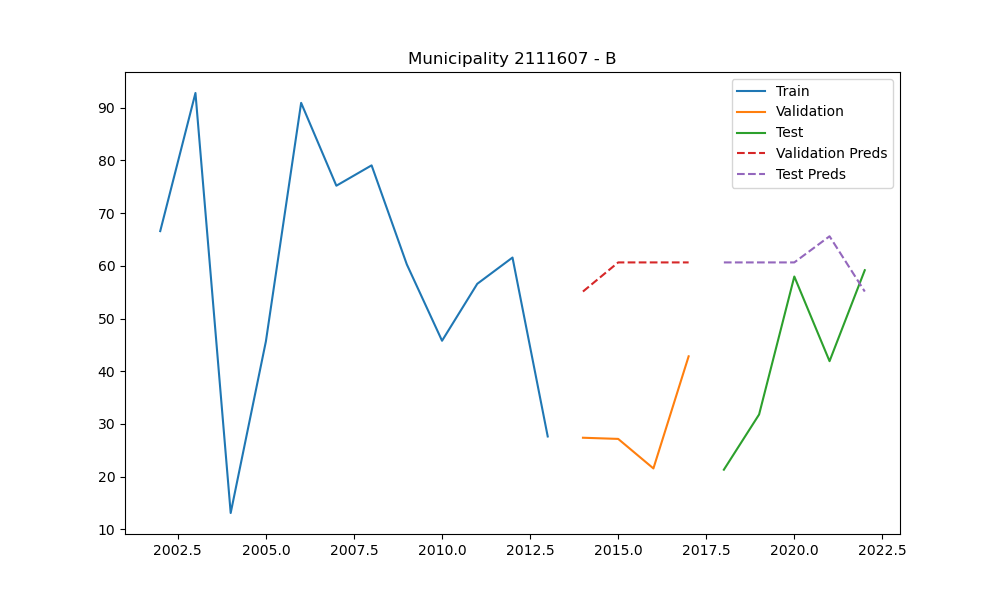 Municipality 2111607 - B
Train
Validation
Test
Validation Preds
Test Preds
90
80
70
60
50
40
30
20
10
2002.5 2005.0 2007.5 2010.0 2012.5 2015.0 2017.5 2020.0 2022.5